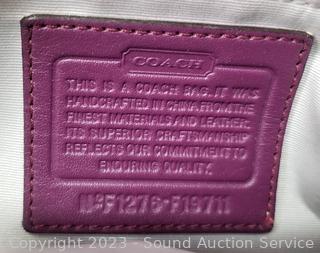 COACH
THIS IS A COACH BAG. IT WAS
HANDCRAFTED IN CHINA FROM THE
FINEST MATERIALS AND LEATHER.
ITS SUPERIOR CRAFTSMANSHIP
REFLECTS OUR COMMITMENT TO
ENDURING QUALITY.
Nº F1276-F19711
Copyright 2023 - Sound Auction Service